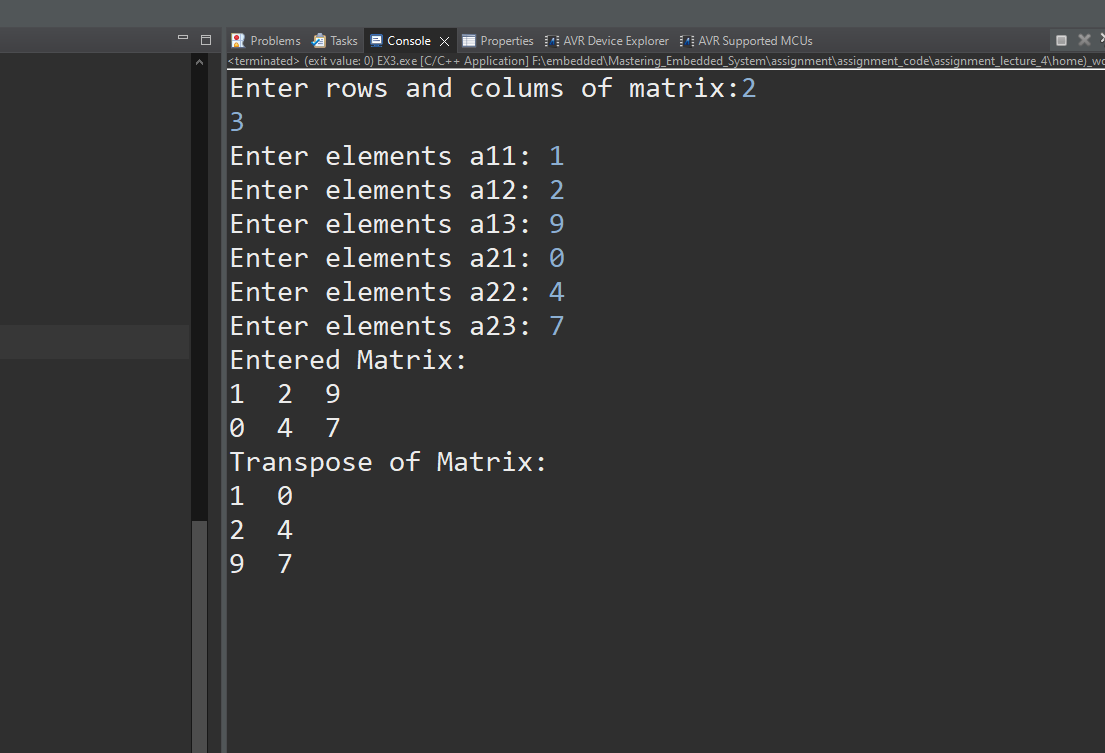 Problems Tasks Console Properties AVR Device Explorer AVR Supported MCUs
<terminated> (exit value: 0) EX3.exe [C/C++ Application] F:\embedded\Mastering_Embedded_System\assignment\assignment_code\assignment_lecture_4\home)_wo
Enter rows and colums of matrix:2
3
Enter elements a11: 1
Enter elements a12: 2
Enter elements a13: 9
Enter elements a21: 0
Enter elements a22: 4
Enter elements a23: 7
Entered Matrix:
1 2 9
0 4 7
Transpose of Matrix:
1 0
2 4
9 7